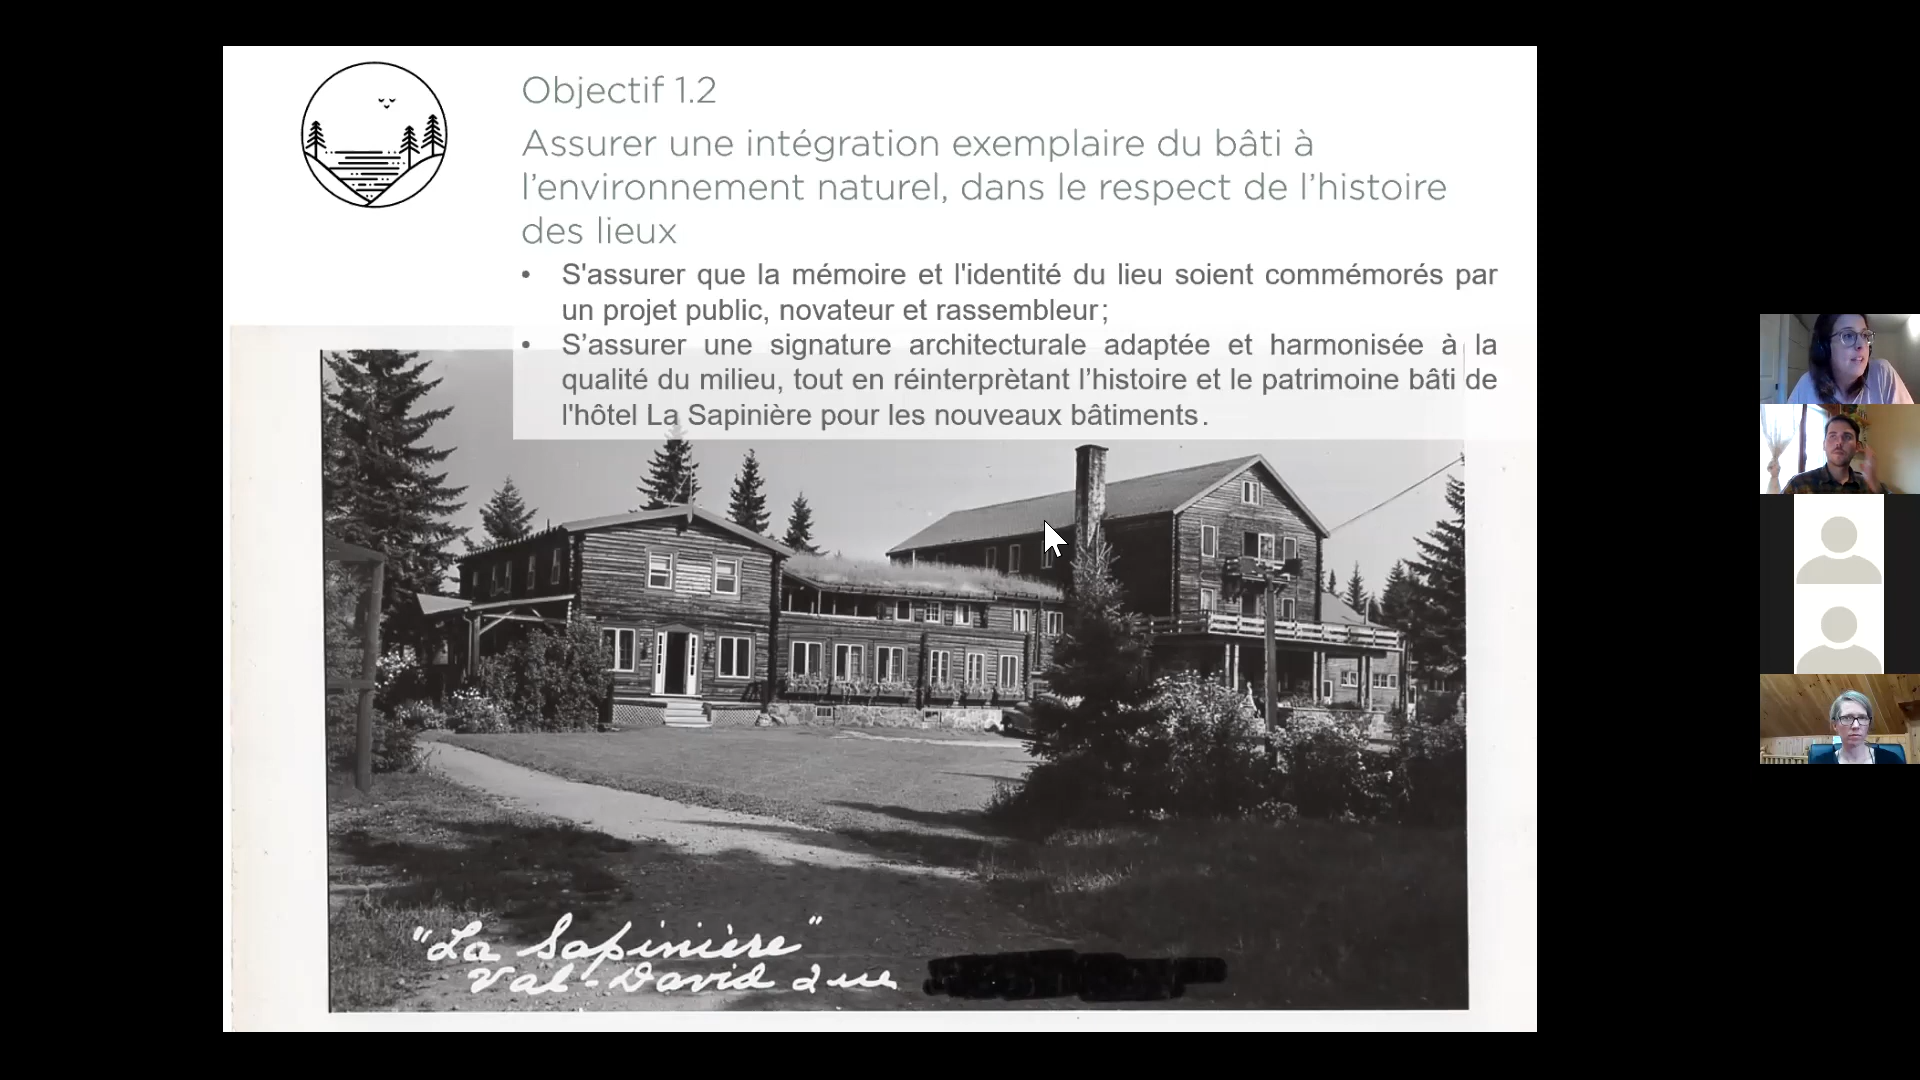 Objectif 1.2
Assurer une intégration exemplaire du bâti à
l’environnement naturel, dans le respect de l’histoire
des lieux
• S'assurer que la mémoire et l'identité du lieu soient commémorés par
un projet public, novateur et rassembleur;
• S’assurer une signature architecturale adaptée et harmonisée à la
qualité du milieu, tout en réinterprètant l’histoire et le patrimoine bâti de
l'hôtel La Sapinière pour les nouveaux bâtiments.
"La Sapinière"
Val-David Que